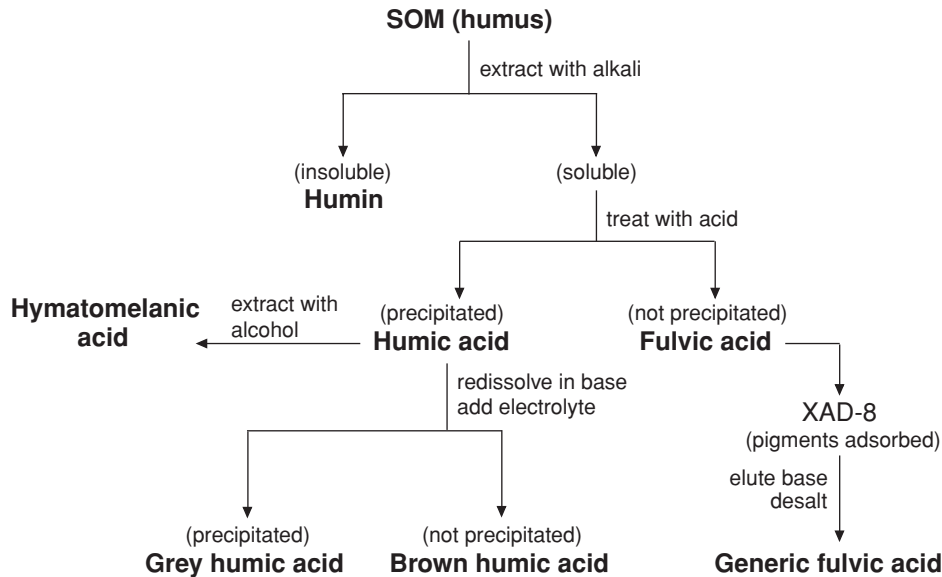 SOM (humus)
extract with alkali
(insoluble)
Humin
(soluble)
treat with acid
Hymatomelanic
acid
extract with
alcohol
(precipitated)
Humic acid
(not precipitated)
Fulvic acid
redissolve in base
add electrolyte
XAD-8
(pigments adsorbed)
elute base
desalt
(precipitated)
Grey humic acid
(not precipitated)
Brown humic acid
Generic fulvic acid